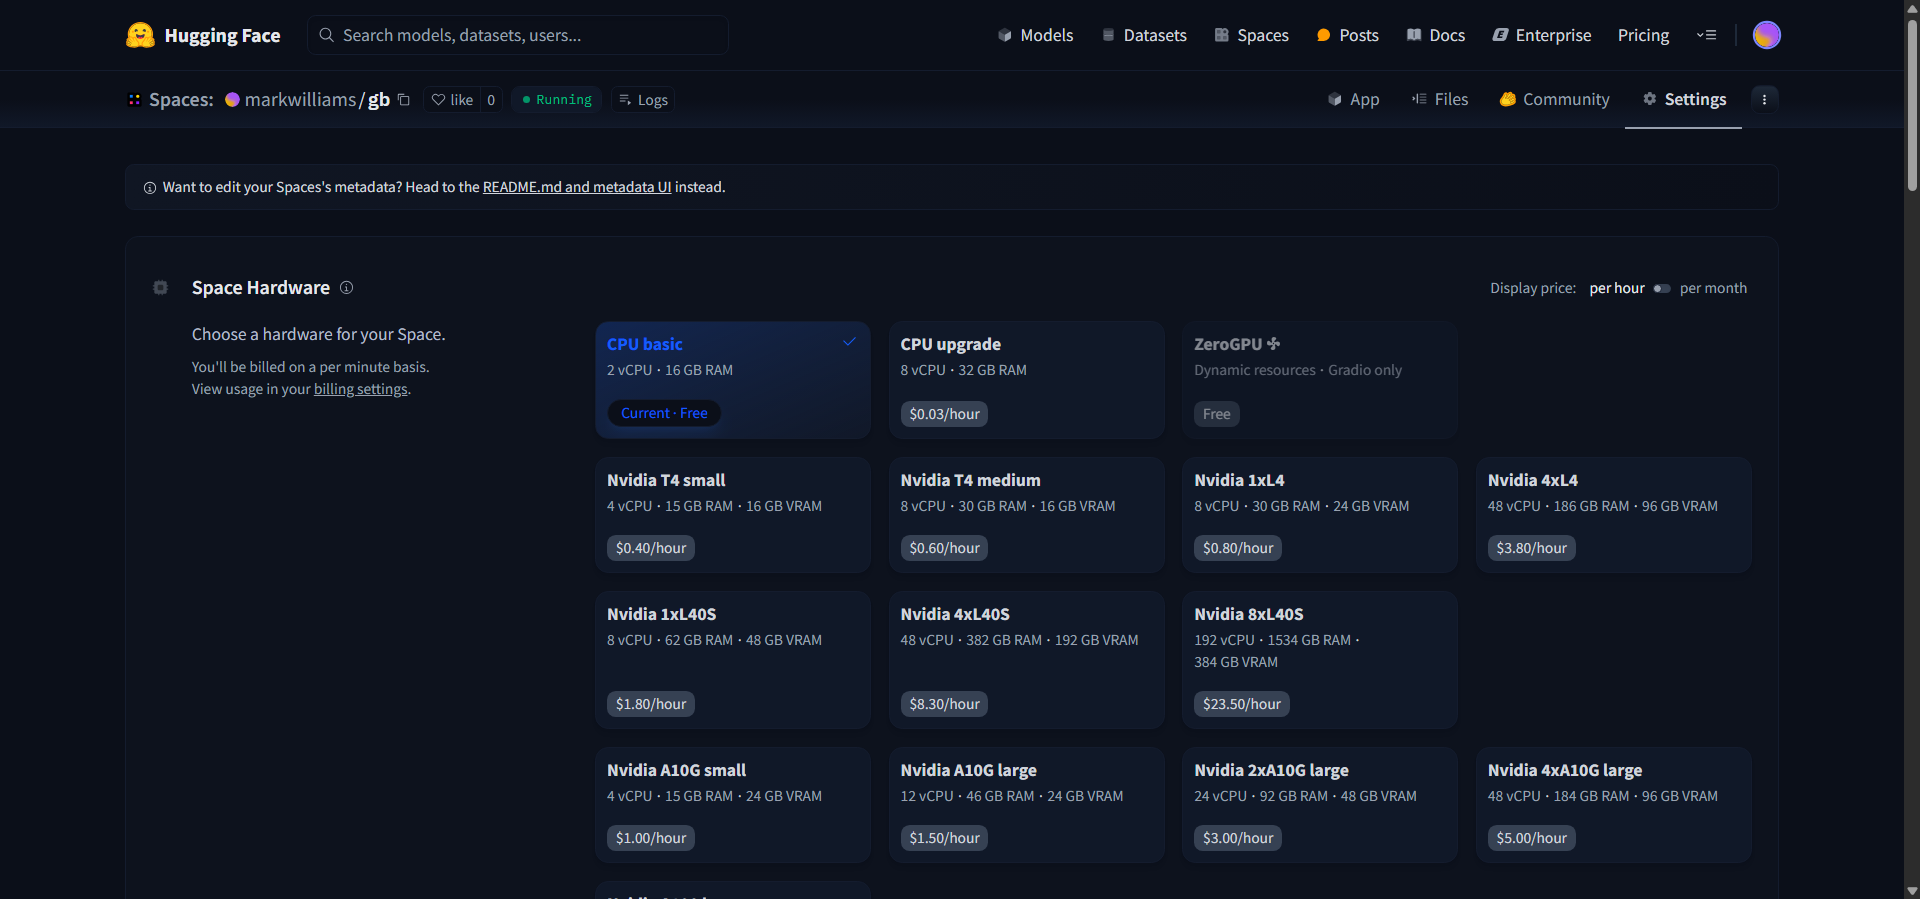 Hugging Face
Search models, datasets, users...
Models
Datasets
Spaces
Posts
Docs
Enterprise
Pricing
Spaces: markwilliams/gb
like 0
Running
Logs
App
Files
Community
Settings
Want to edit your Spaces's metadata? Head to the README.md and metadata UI instead.
Space Hardware
Display price: per hour per month
Choose a hardware for your Space.
You'll be billed on a per minute basis.
View usage in your billing settings.
CPU basic
2 vCPU · 16 GB RAM
Current · Free
CPU upgrade
8 vCPU · 32 GB RAM
$0.03/hour
ZeroGPU
Dynamic resources · Gradio only
Free
Nvidia T4 small
4 vCPU · 15 GB RAM · 16 GB VRAM
$0.40/hour
Nvidia T4 medium
8 vCPU · 30 GB RAM · 16 GB VRAM
$0.60/hour
Nvidia 1xL4
8 vCPU · 30 GB RAM · 24 GB VRAM
$0.80/hour
Nvidia 4xL4
48 vCPU · 186 GB RAM · 96 GB VRAM
$3.80/hour
Nvidia 1xL40S
8 vCPU · 62 GB RAM · 48 GB VRAM
$1.80/hour
Nvidia 4xL40S
48 vCPU · 382 GB RAM · 192 GB VRAM
$8.30/hour
Nvidia 8xL40S
192 vCPU · 1534 GB RAM ·
384 GB VRAM
$23.50/hour
Nvidia A10G small
4 vCPU · 15 GB RAM · 24 GB VRAM
$1.00/hour
Nvidia A10G large
12 vCPU · 46 GB RAM · 24 GB VRAM
$1.50/hour
Nvidia 2xA10G large
24 vCPU · 92 GB RAM · 48 GB VRAM
$3.00/hour
Nvidia 4xA10G large
48 vCPU · 184 GB RAM · 96 GB VRAM
$5.00/hour